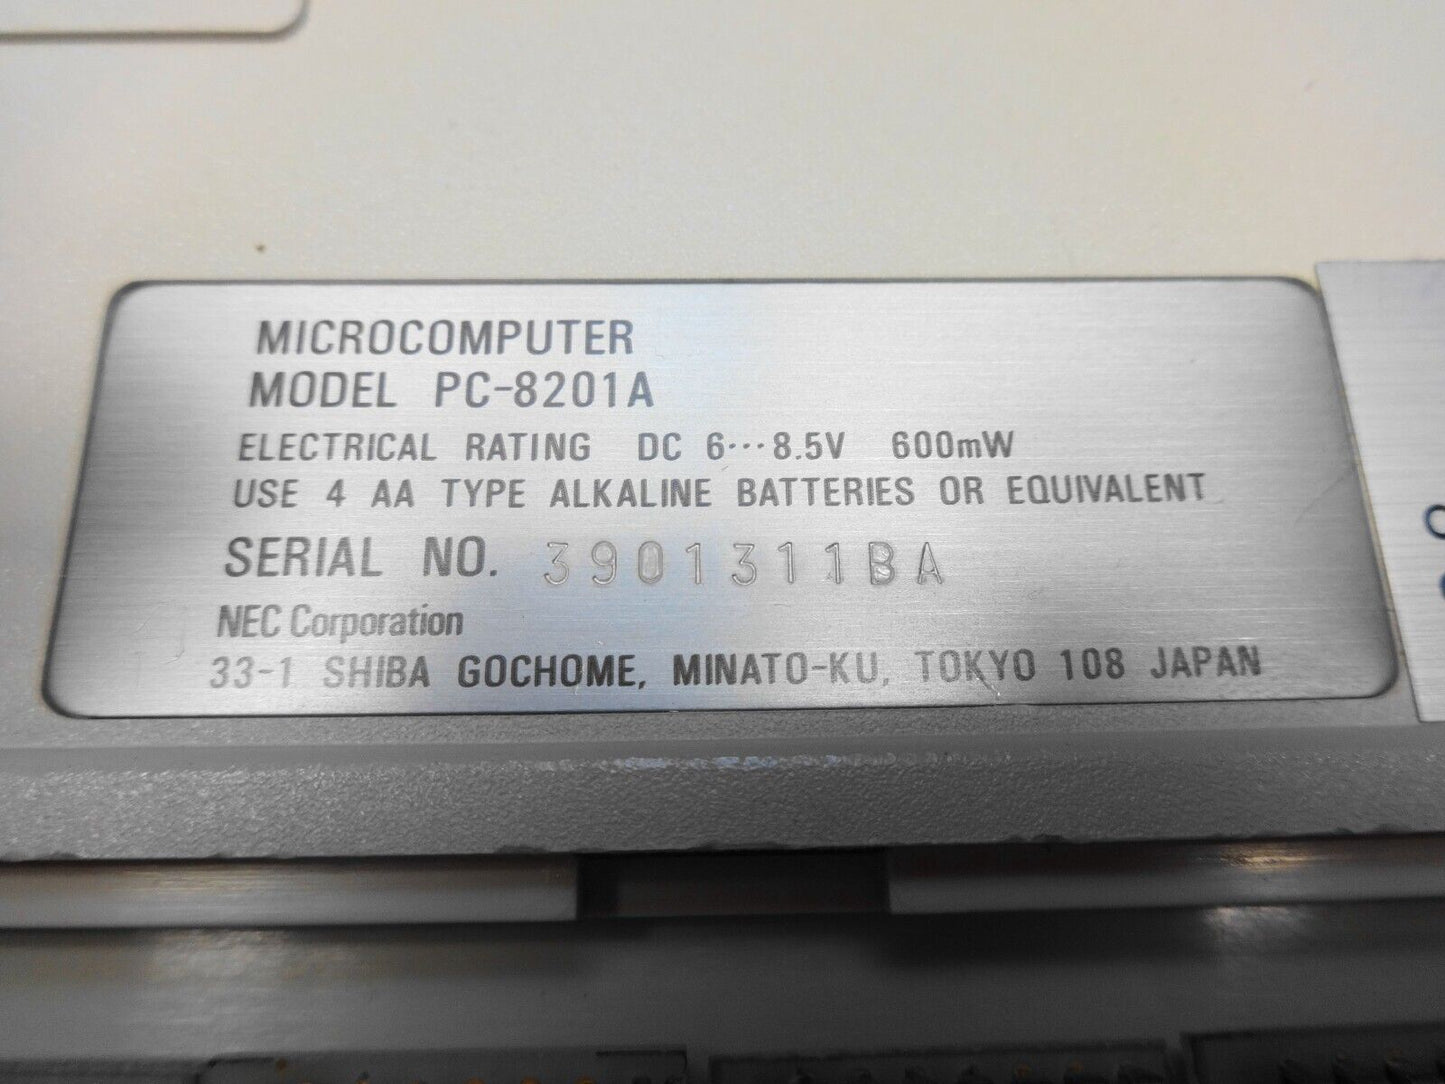 MICROCOMPUTER
MODEL PC-8201A
ELECTRICAL RATING DC 6···8.5V 600mW
USE 4 AA TYPE ALKALINE BATTERIES OR EQUIVALENT
SERIAL NO. 3901311BA
NEC Corporation
33-1 SHIBA GOCHOME, MINATO-KU, TOKYO 108 JAPAN